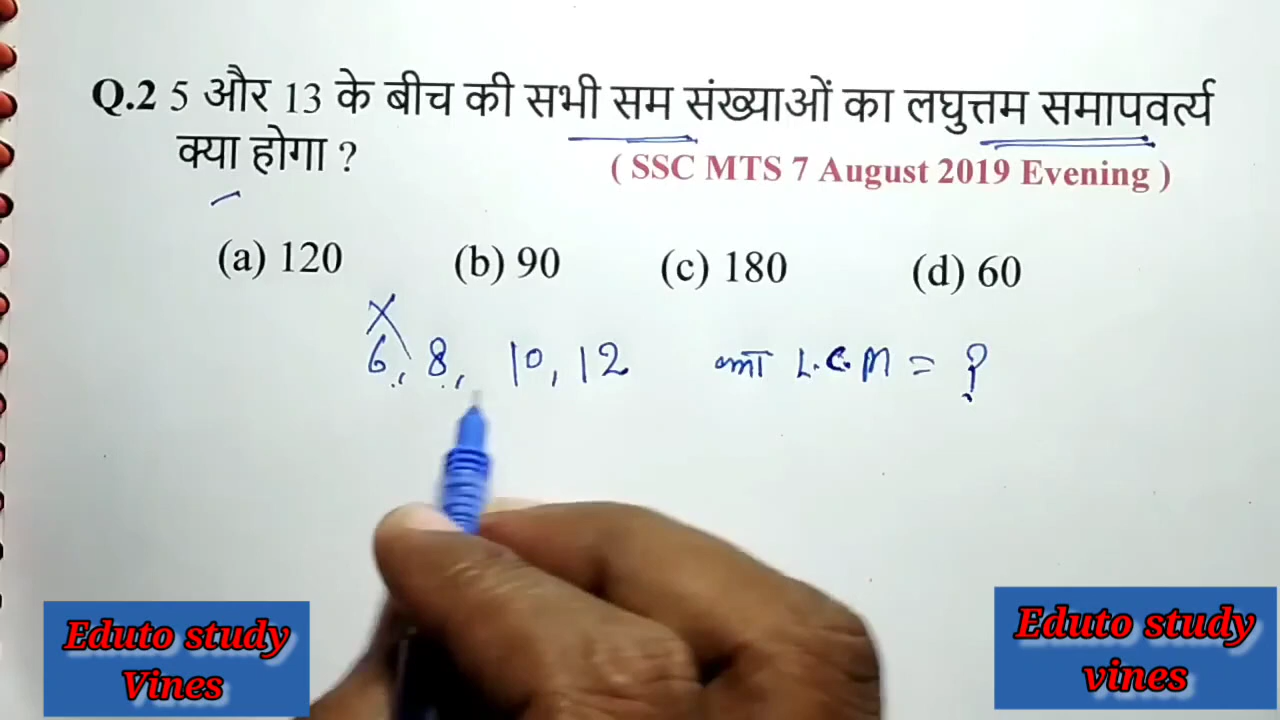 Q.2 5 और 13 के बीच की सभी सम संख्याओं का लघुत्तम समापवर्त्य
क्या होगा ?
( SSC MTS 7 August 2019 Evening )
(a) 120 (b) 90 (c) 180 (d) 60
6, 8, 10, 12 का L.C.M = ?
Eduto study
Vines
Eduto study
vines